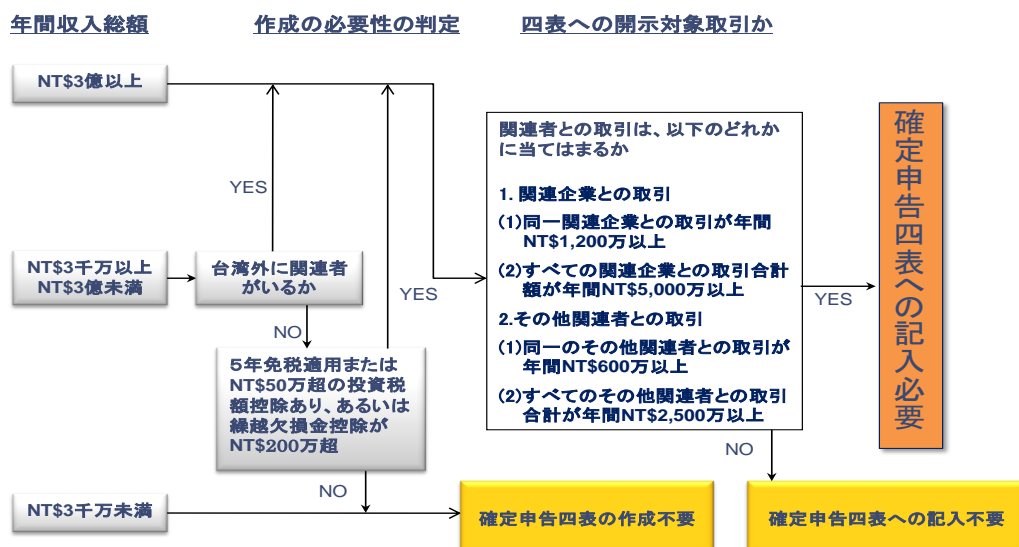 年間収入総額
作成の必要性の判定
四表への開示対象取引か
NT$3億以上
YES
NT$3千万以上
NT$3億未満
台湾外に関連者
がいるか
YES
NO
5年免税適用または
NT$50万超の投資税
額控除あり、あるいは
繰越欠損金控除が
NT$200万超
NO
NT$3千万未満
確定申告四表の作成不要
関連者との取引は、以下のどれか
に当てはまるか
1. 関連企業との取引
(1)同一関連企業との取引が年間
NT$1,200万以上
(2)すべての関連企業との取引合計
額が年間NT$5,000万以上
2.その他関連者との取引
(1)同一のその他関連者との取引が
年間NT$600万以上
(2)すべてのその他関連者との取引
合計が年間NT$2,500万以上
YES
NO
確定申告四表への記入必要
確定申告四表への記入不要